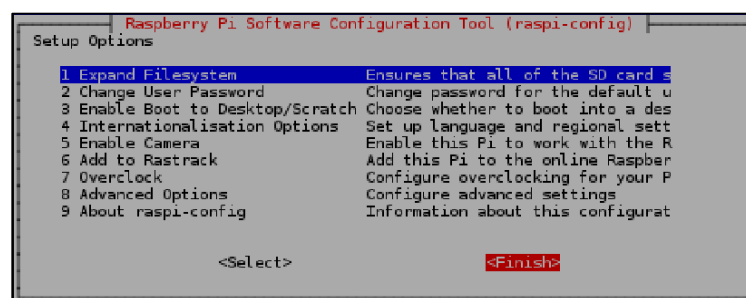 Raspberry Pi Software Configuration Tool (raspi-config)
Setup Options
1 Expand Filesystem Ensures that all of the SD card s
2 Change User Password Change password for the default u
3 Enable Boot to Desktop/Scratch Choose whether to boot into a des
4 Internationalisation Options Set up language and regional sett
5 Enable Camera Enable this Pi to work with the R
6 Add to Rastrack Add this Pi to the online Raspber
7 Overclock Configure overclocking for your P
8 Advanced Options Configure advanced settings
9 About raspi-config Information about this configurat
<Select> <Finish>